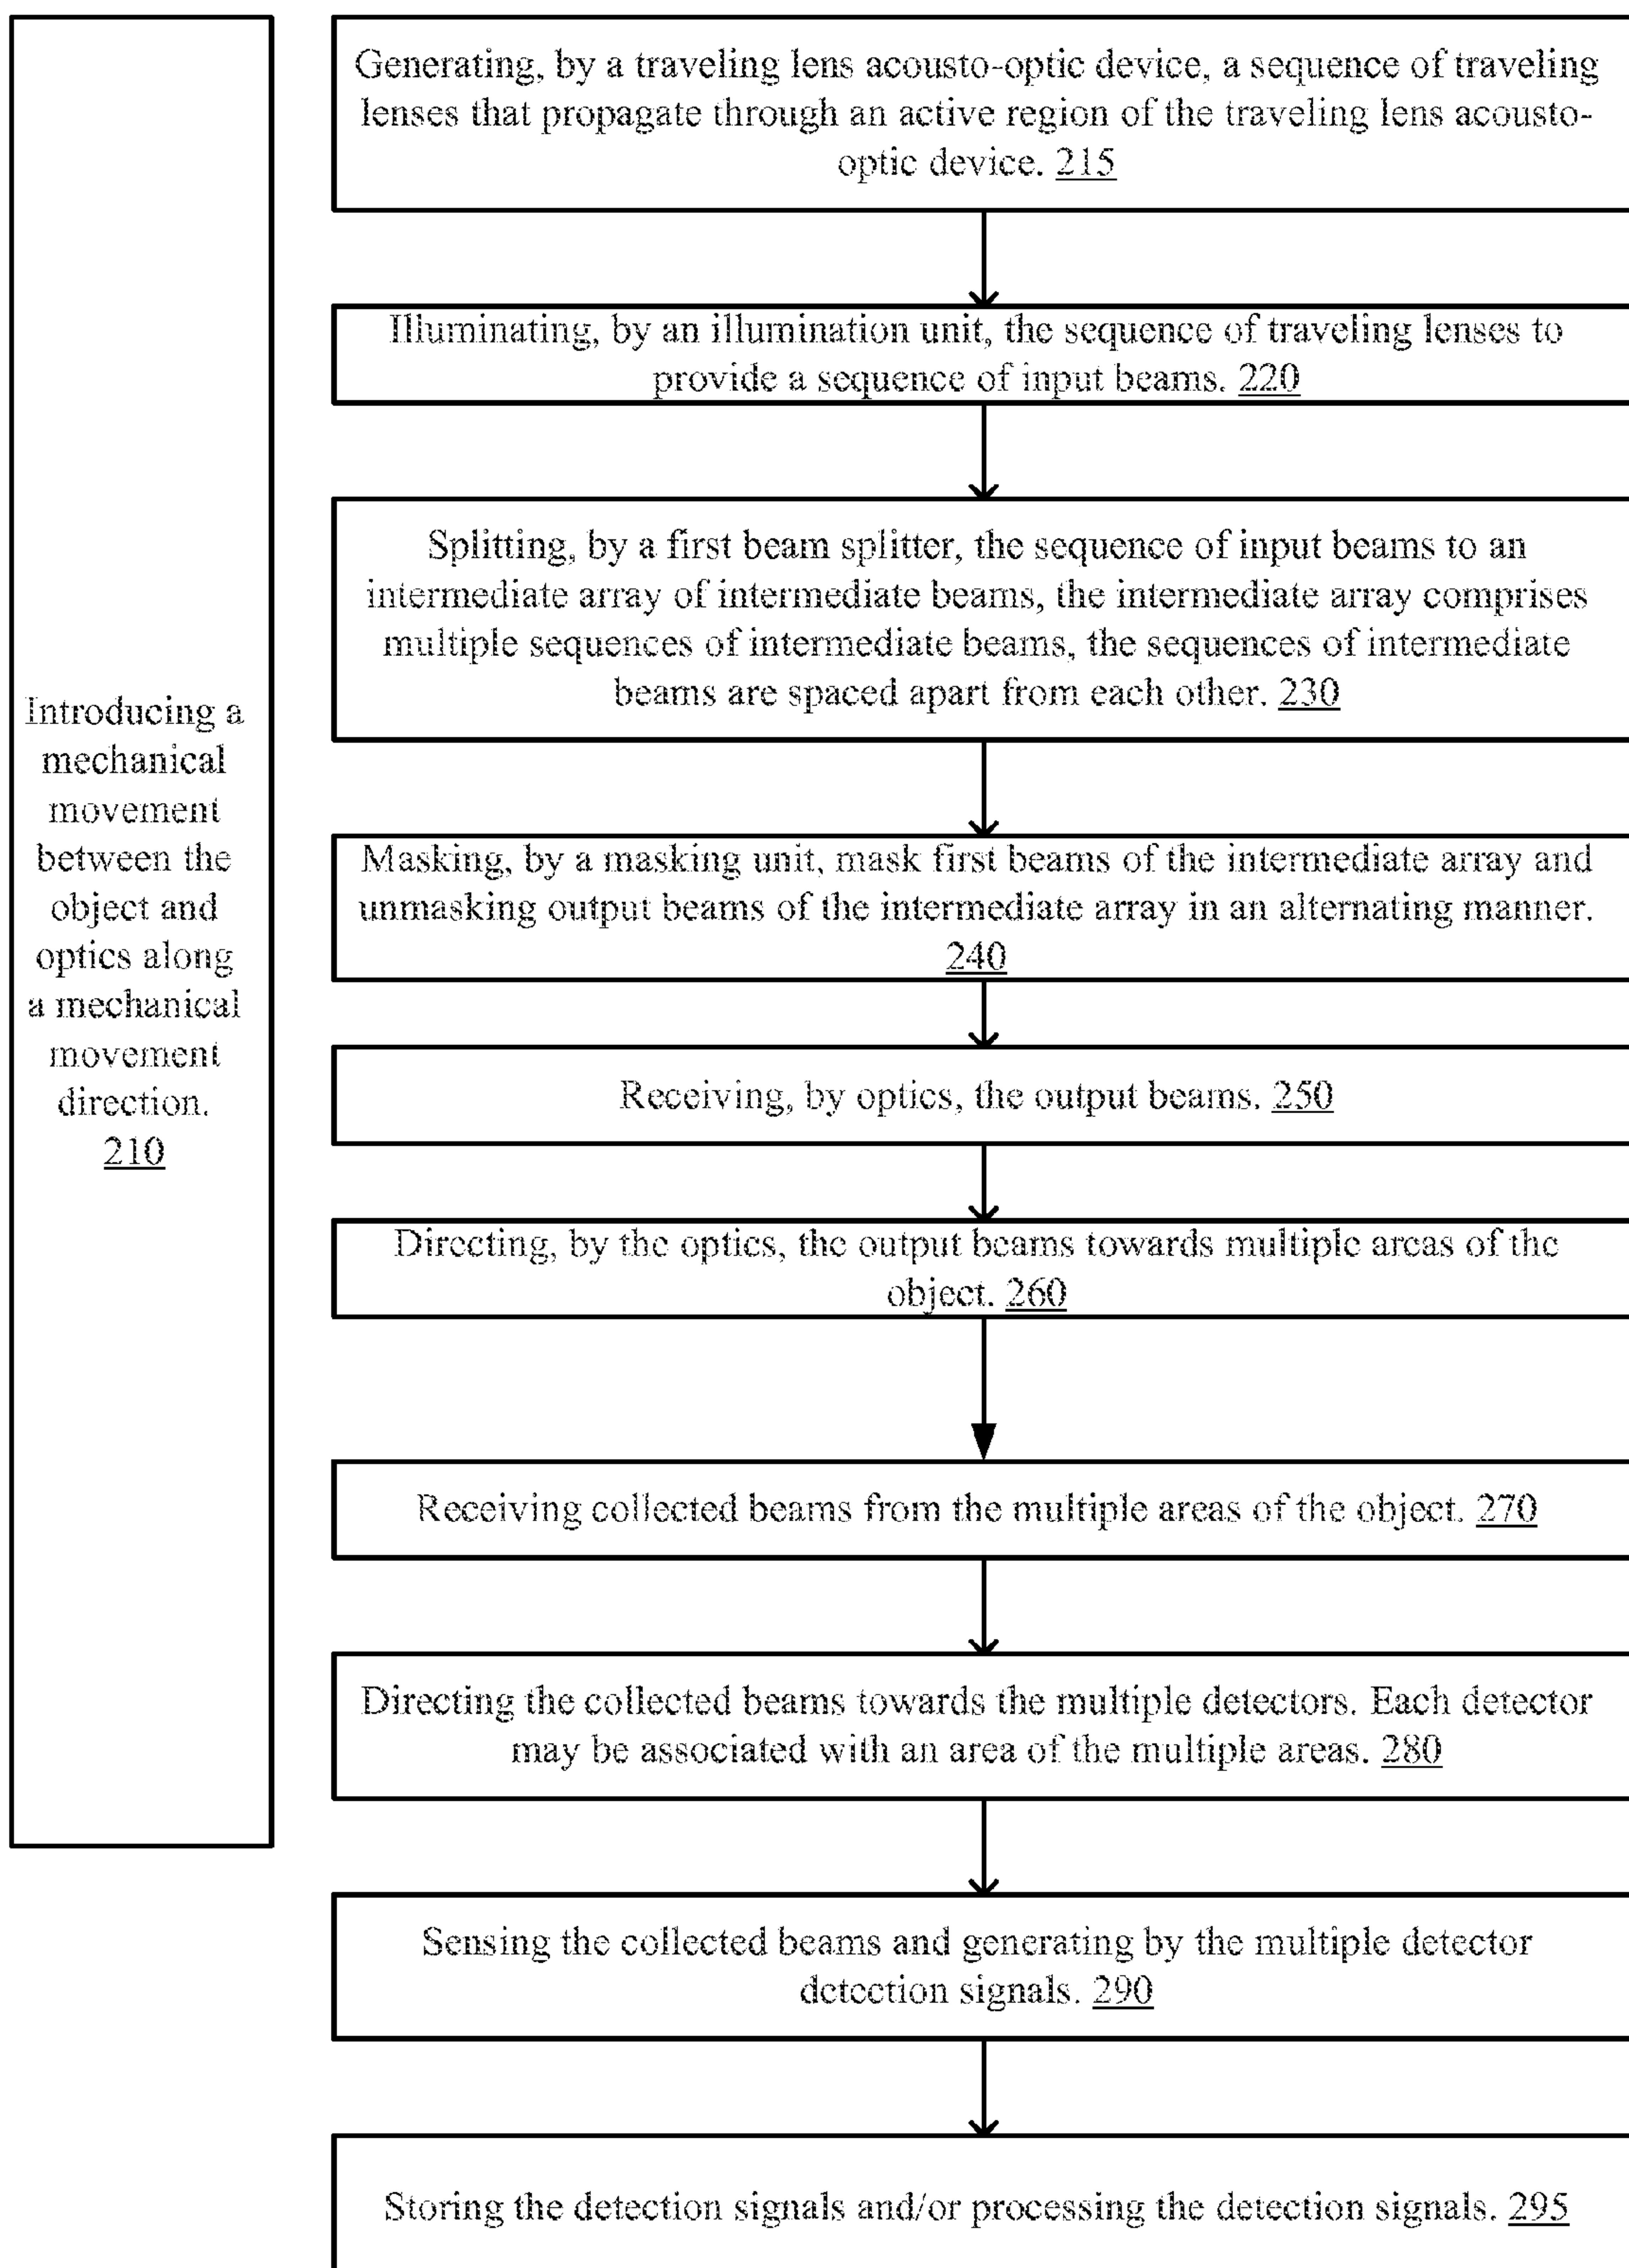 Introducing a
mechanical
movement
between the
object and
optics along
a mechanical
movement
direction.
210
Generating, by a traveling lens acousto-optic device, a sequence of traveling
lenses that propagate through an active region of the traveling lens acousto-
optic device. 215
Illuminating, by an illumination unit, the sequence of traveling lenses to
provide a sequence of input beams. 220
Splitting, by a first beam splitter, the sequence of input beams to an
intermediate array of intermediate beams, the intermediate array comprises
multiple sequences of intermediate beams, the sequences of intermediate
beams are spaced apart from each other. 230
Masking, by a masking unit, mask first beams of the intermediate array and
unmasking output beams of the intermediate array in an alternating manner.
240
Receiving, by optics, the output beams. 250
Directing, by the optics, the output beams towards multiple areas of the
object. 260
Receiving collected beams from the multiple areas of the object. 270
Directing the collected beams towards the multiple detectors. Each detector
may be associated with an area of the multiple areas. 280
Sensing the collected beams and generating by the multiple detector
detection signals. 290
Storing the detection signals and/or processing the detection signals. 295